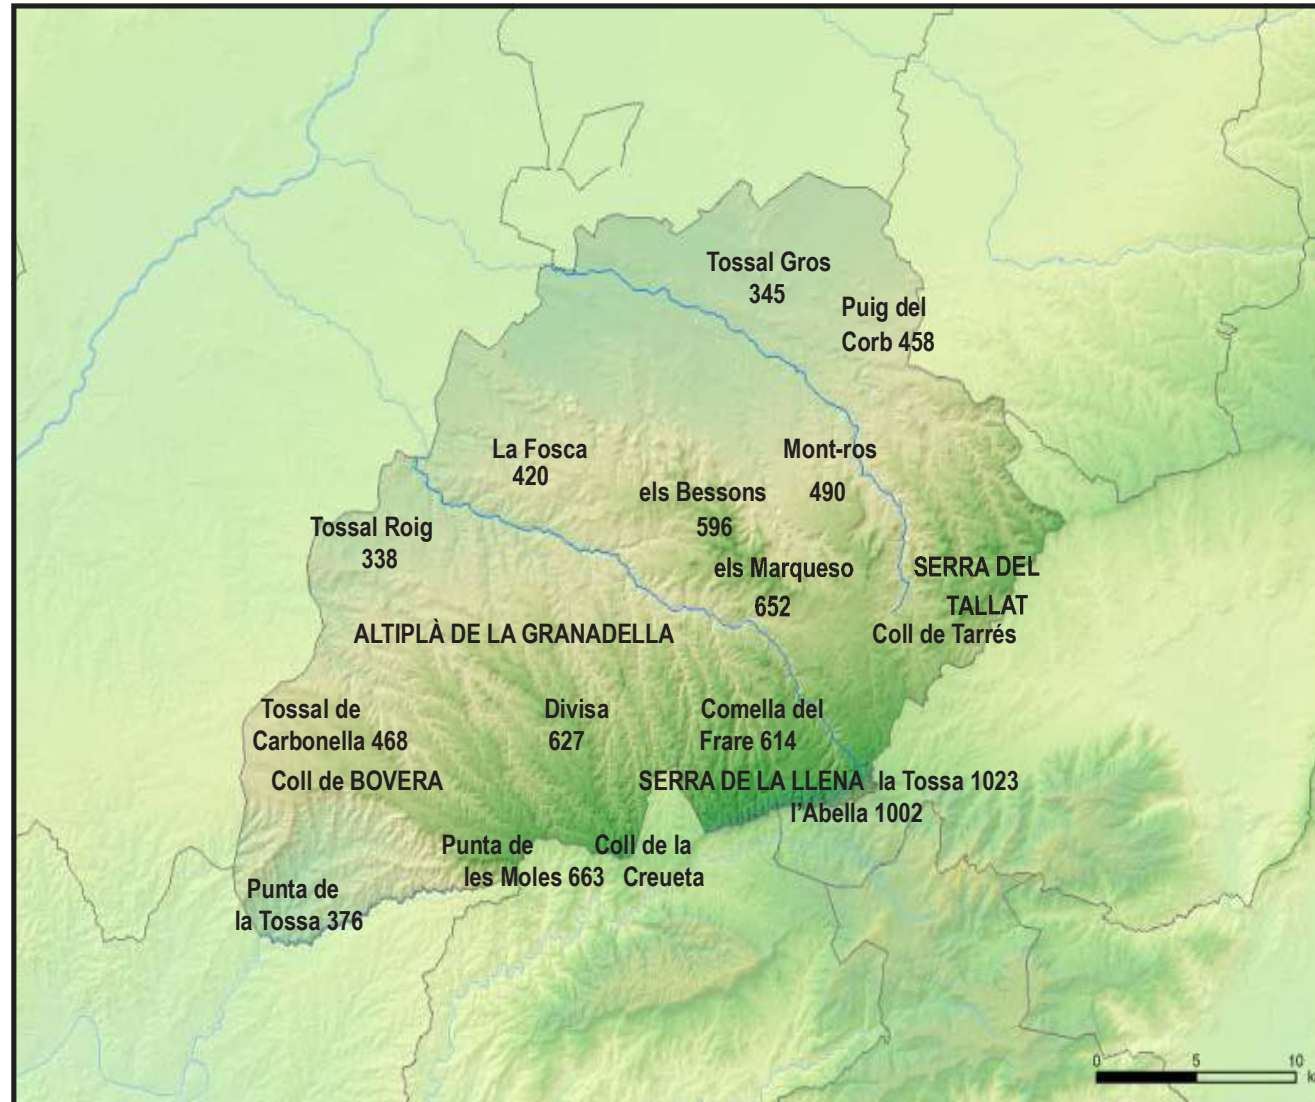 Tossal Gros
345
Puig del
Corb 458
La Fosca
420
Mont-ros
490
els Bessons
596
Tossal Roig
338
els Marqueso
652
SERRA DEL
TALLAT
Coll de Tarrés
ALTIPLÀ DE LA GRANADELLA
Tossal de
Carbonella 468
Divisa
627
Comella del
Frare 614
Coll de BOVERA
SERRA DE LA LLENA
la Tossa 1023
l'Abella 1002
Punta de
les Moles 663
Coll de la
Creueta
Punta de
la Tossa 376
0 5 10